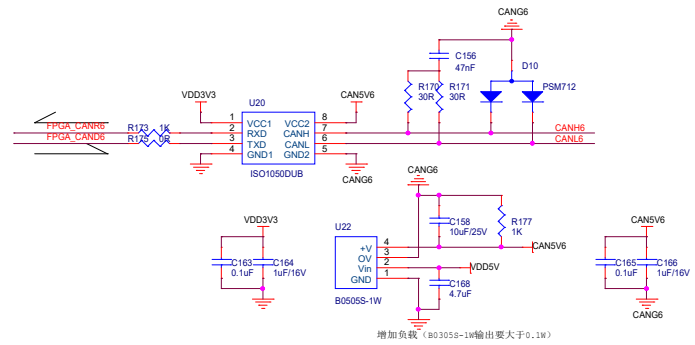 CANG6
C156
47nF
D10
R170
30R
R171
30R
PSM712
U20
VDD3V3
CAN5V6
1
2
3
4
VCC1
RXD
TXD
GND1
VCC2
CANH
CANL
GND2
8
7
6
5
FPGA_CANR6
R173
1K
FPGA_CAND6
R175
0R
CANH6
CANL6
ISO1050DUB
CANG6
CANG6
VDD3V3
C163
0.1uF
C164
1uF/16V
U22
+V
OV
Vin
GND
4
3
2
1
B0505S-1W
C158
10uF/25V
R177
1K
CAN5V6
VDD5V
C168
4.7uF
CAN5V6
C165
0.1uF
C166
1uF/16V
CANG6
增加负载（B0305S-1W输出要大于0.1W）